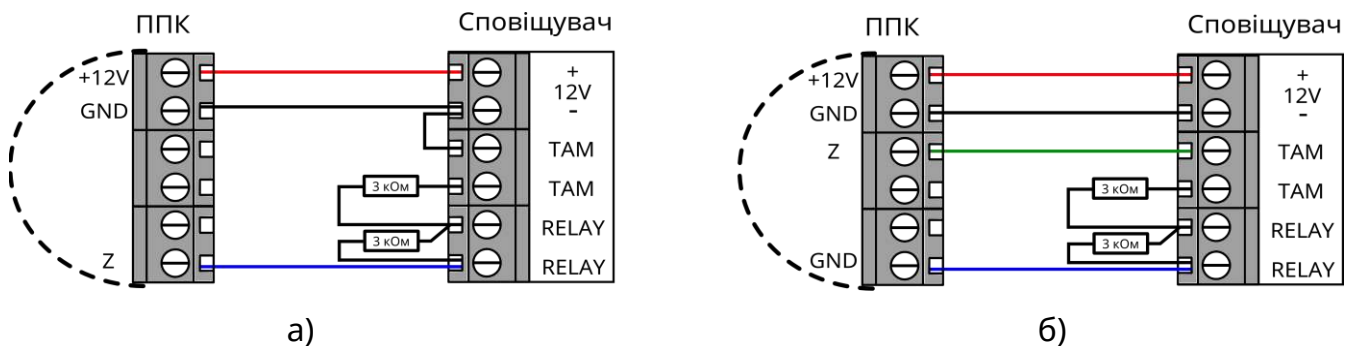 ППК
Сповіщувач
+12V
GND
Z
+
12V
-
TAM
TAM
RELAY
RELAY
3 кОм
3 кОм
а)
ППК
Сповіщувач
+12V
GND
Z
GND
+
12V
-
TAM
TAM
RELAY
RELAY
3 кОм
3 кОм
б)